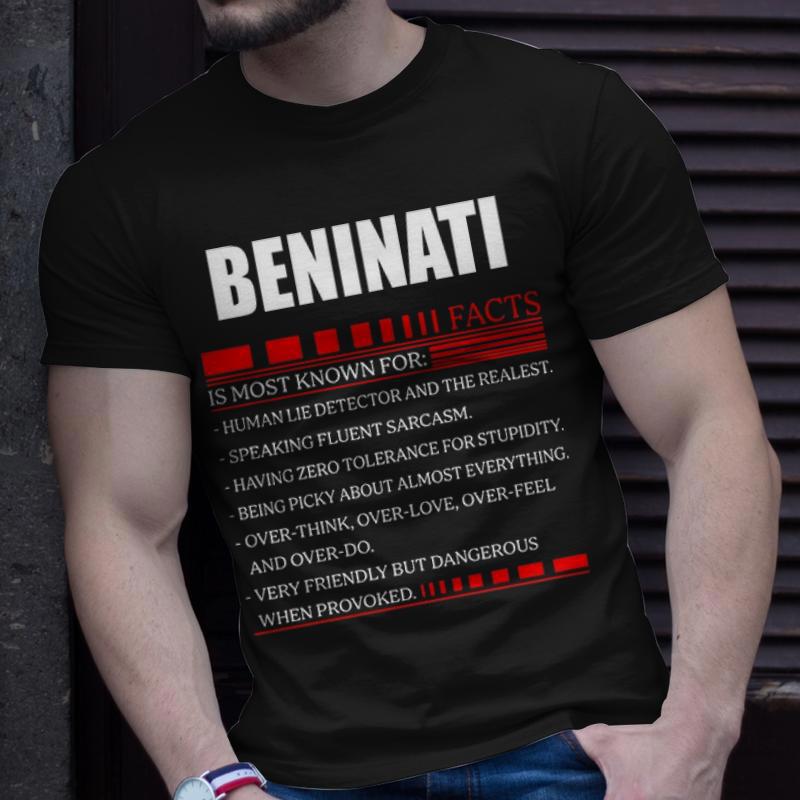 BENINATI
FACTS
IS MOST KNOWN FOR:
- HUMAN LIE DETECTOR AND THE REALEST.
- SPEAKING FLUENT SARCASM.
- HAVING ZERO TOLERANCE FOR STUPIDITY.
- BEING PICKY ABOUT ALMOST EVERYTHING.
- OVER-THINK, OVER-LOVE, OVER-FEEL
AND OVER-DO.
- VERY FRIENDLY BUT DANGEROUS
WHEN PROVOKED.